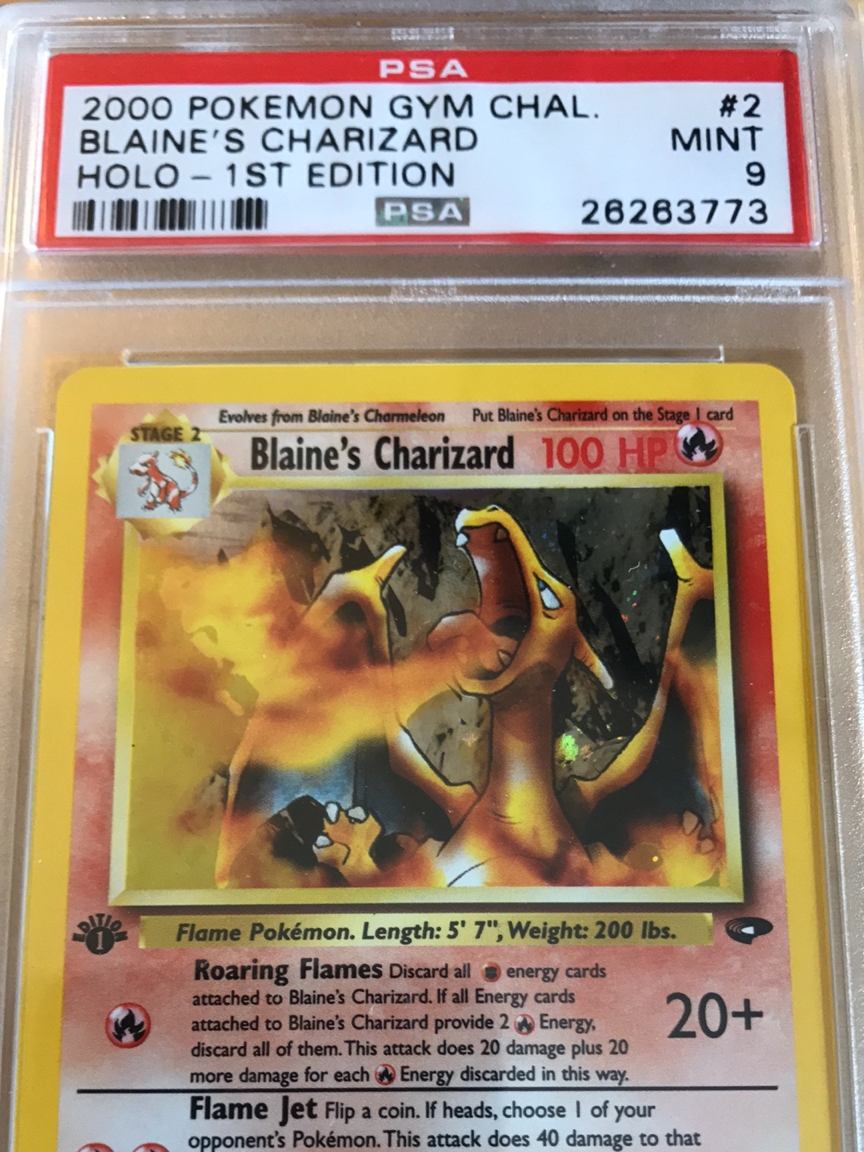 PSA
2000 POKEMON GYM CHAL. #2
BLAINE'S CHARIZARD MINT
HOLO – 1ST EDITION 9
PSA 26263773
Evolves from Blaine's Charmeleon Put Blaine's Charizard on the Stage 1 card
STAGE 2
Blaine's Charizard 100 HP
EDITION 1
Flame Pokémon. Length: 5' 7", Weight: 200 lbs.
Roaring Flames Discard all energy cards
attached to Blaine's Charizard. If all Energy cards
attached to Blaine's Charizard provide 2 Energy, 20+
discard all of them. This attack does 20 damage plus 20
more damage for each Energy discarded in this way.
Flame Jet Flip a coin. If heads, choose 1 of your
opponent's Pokémon. This attack does 40 damage to that